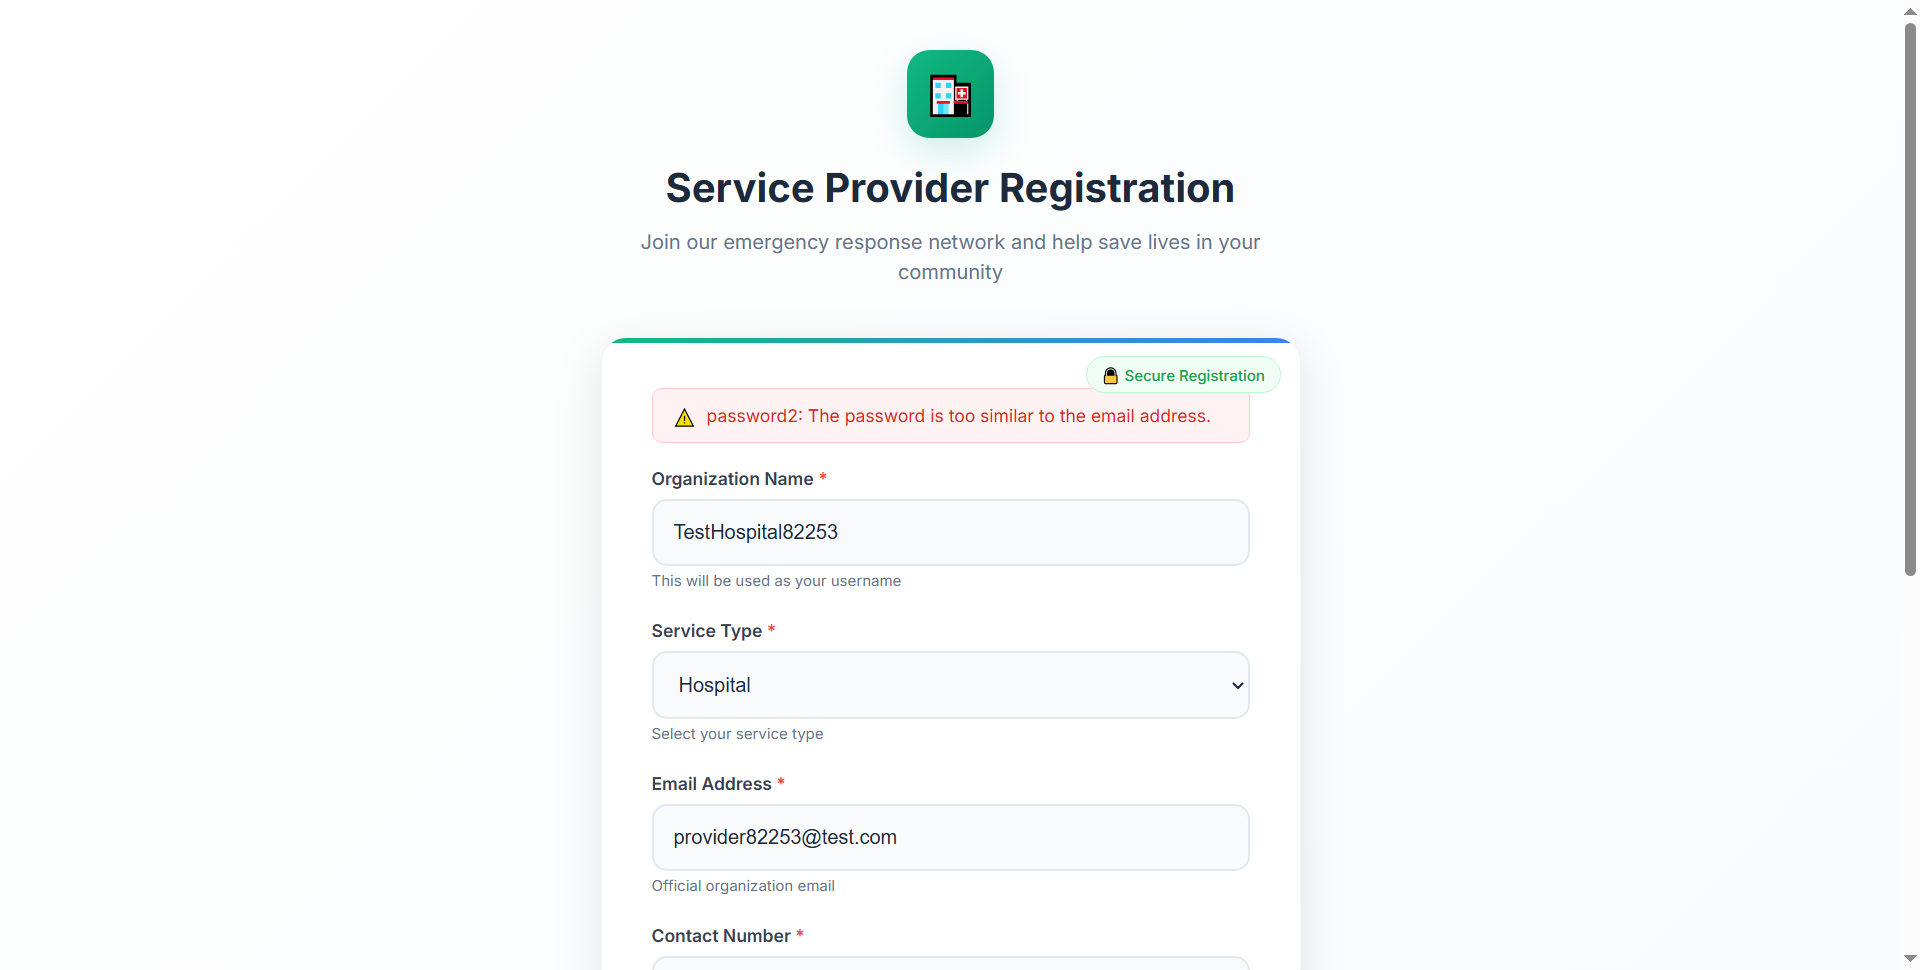 Service Provider Registration
Join our emergency response network and help save lives in your
community
Secure Registration
password2: The password is too similar to the email address.
Organization Name *
TestHospital82253
This will be used as your username
Service Type *
Hospital
Select your service type
Email Address *
provider82253@test.com
Official organization email
Contact Number *